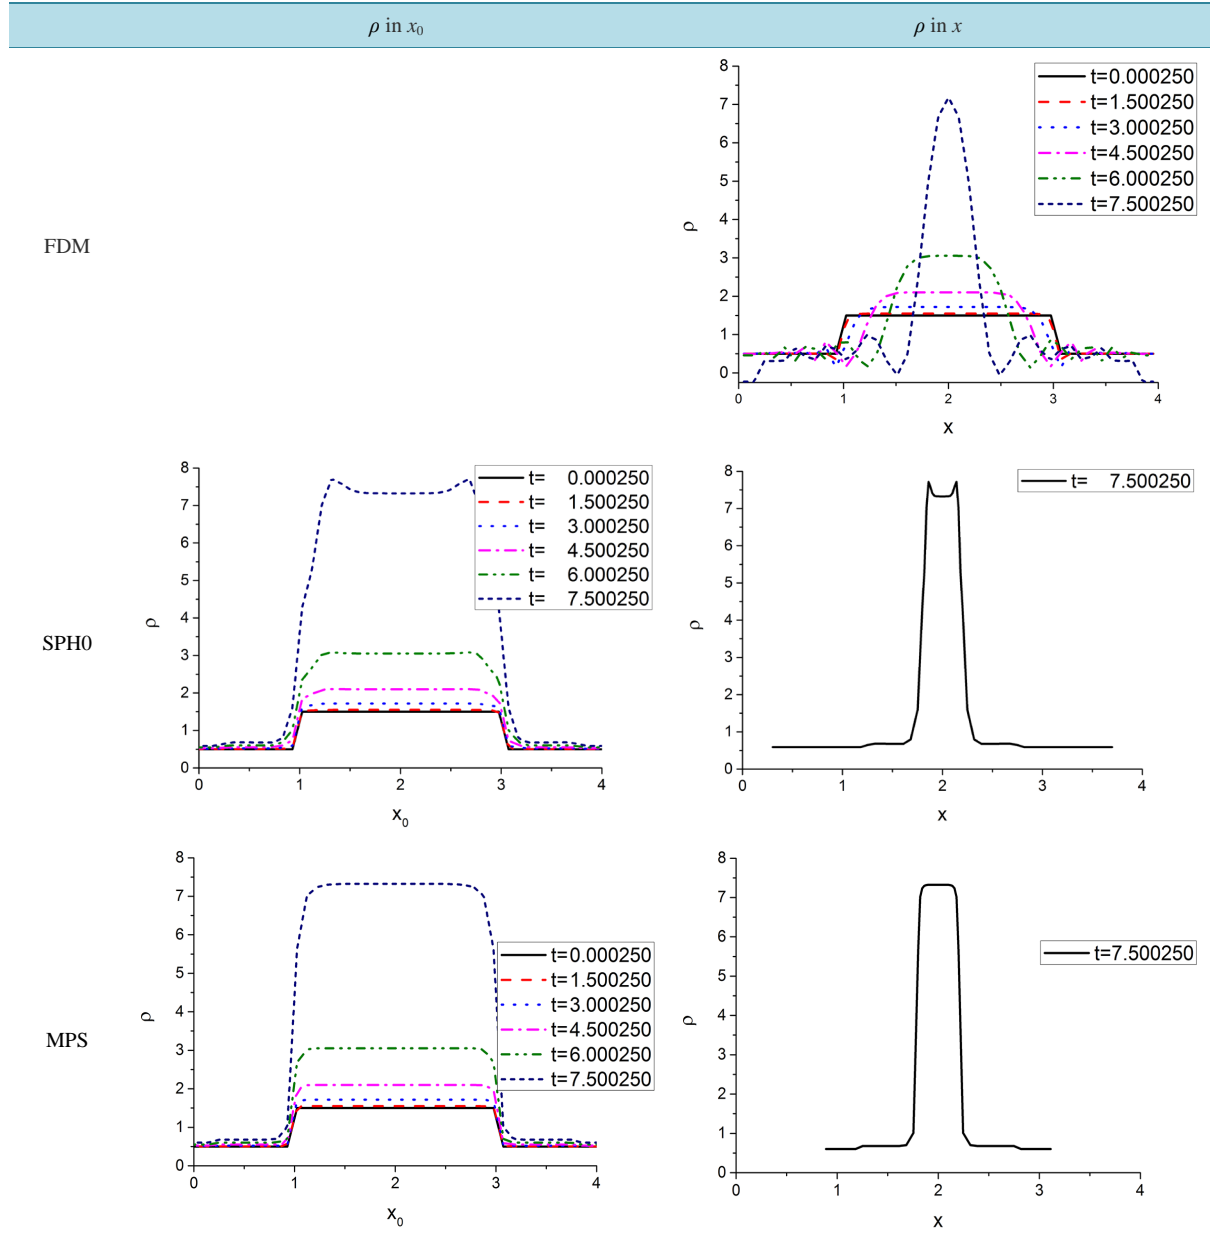 ρ in x0 ρ in x
FDM
8
7
6
5
4
3
2
1
0
ρ
0 1 2 3 4
x
t=0.000250
t=1.500250
t=3.000250
t=4.500250
t=6.000250
t=7.500250
SPH0
8
7
6
5
4
3
2
1
0
ρ
0 1 2 3 4
x0
t= 0.000250
t= 1.500250
t= 3.000250
t= 4.500250
t= 6.000250
t= 7.500250
8
7
6
5
4
3
2
1
0
ρ
0 1 2 3 4
x
t= 7.500250
MPS
8
7
6
5
4
3
2
1
0
ρ
0 1 2 3 4
x0
t=0.000250
t=1.500250
t=3.000250
t=4.500250
t=6.000250
t=7.500250
8
7
6
5
4
3
2
1
0
ρ
0 1 2 3 4
x
t=7.500250